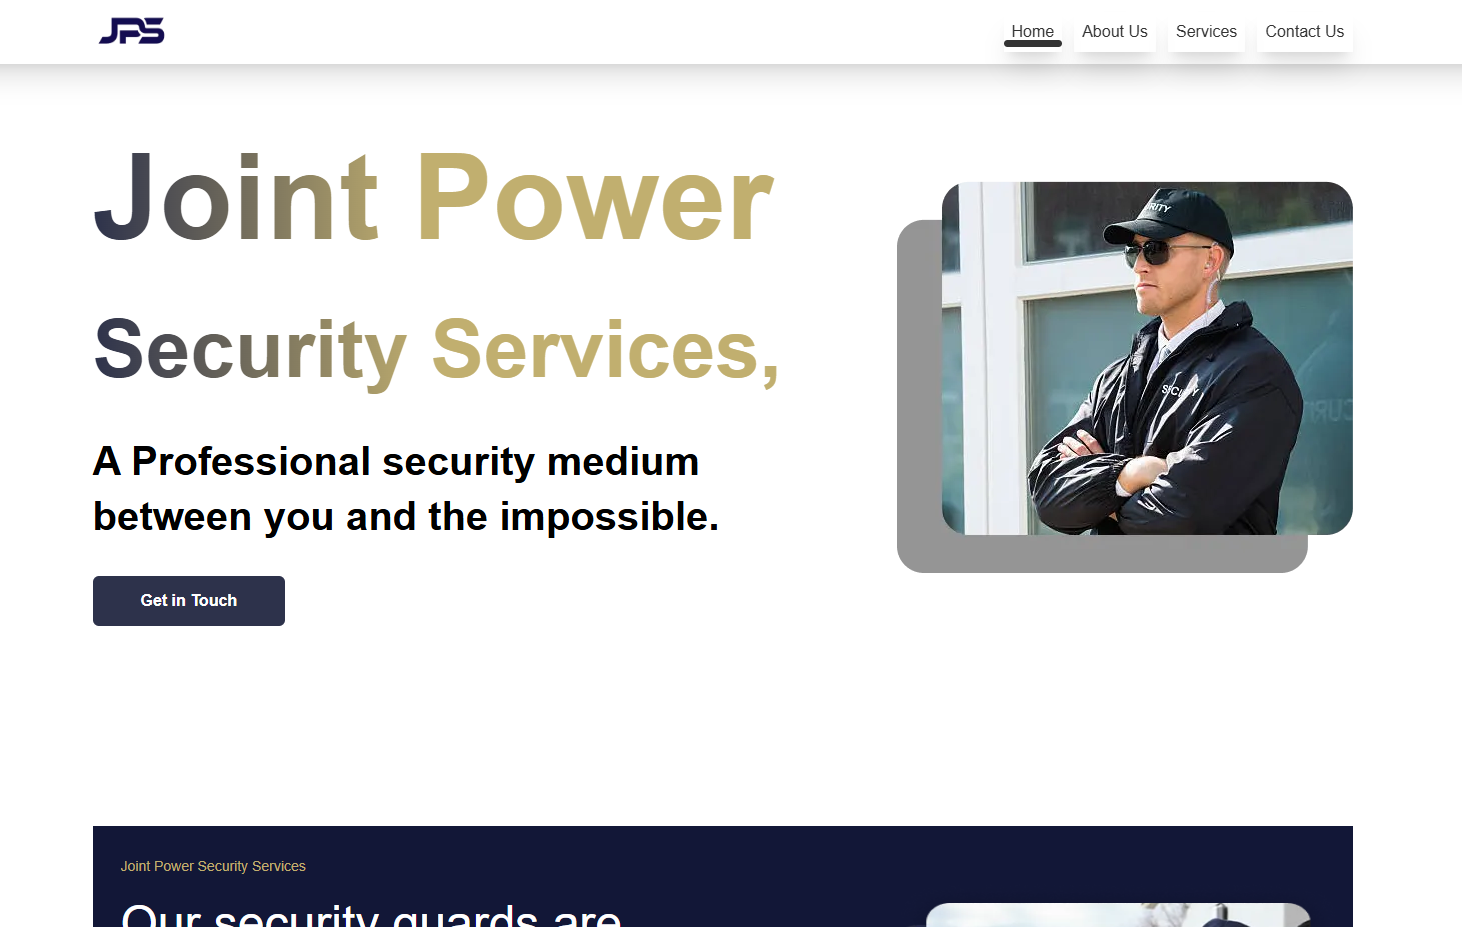 JPS
Home About Us Services Contact Us
Joint Power
Security Services,
A Professional security medium
between you and the impossible.
Get in Touch
SECURITY
Joint Power Security Services
Our security guards are